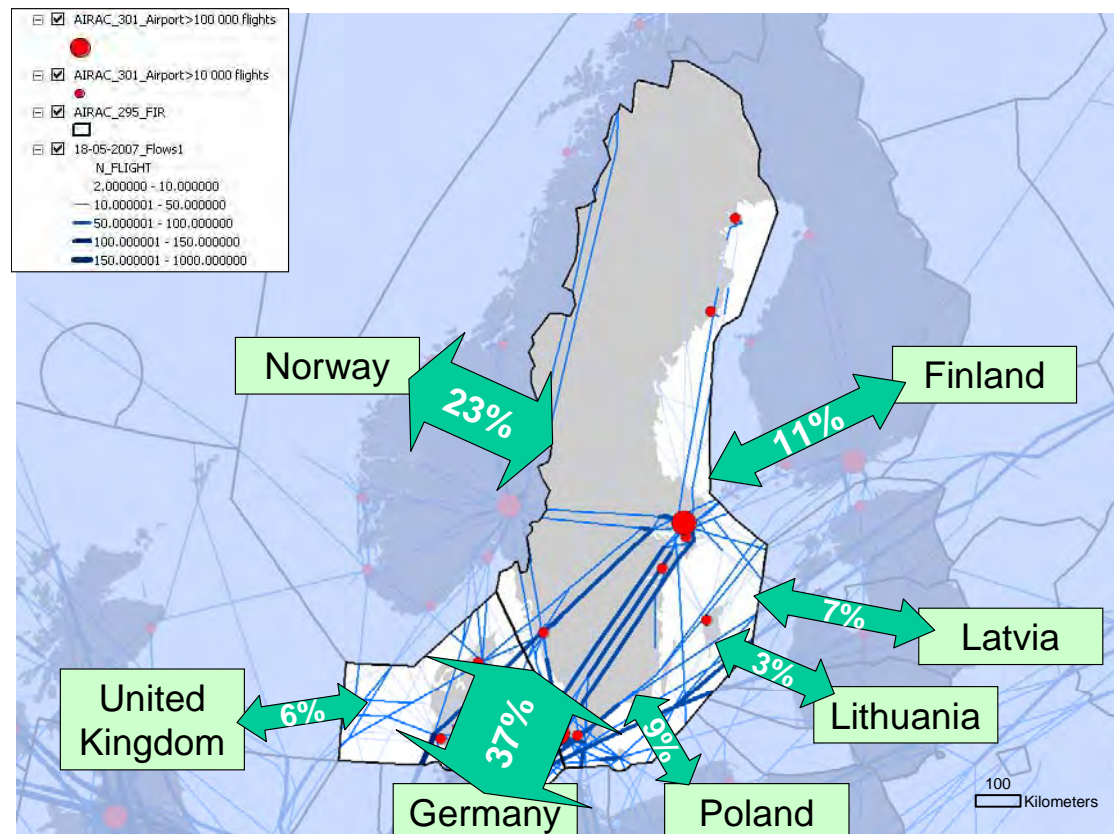 AIRAC_301_Airport>100 000 flights
AIRAC_301_Airport>10 000 flights
AIRAC_295_FIR
18-05-2007_Flows1
N_FLIGHT
2.000000 - 10.000000
10.000001 - 50.000000
50.000001 - 100.000000
100.000001 - 150.000000
150.000001 - 1000.000000
Norway
23%
Finland
11%
7%
Latvia
3%
Lithuania
United
Kingdom
6%
37%
9%
Germany
Poland
100
Kilometers